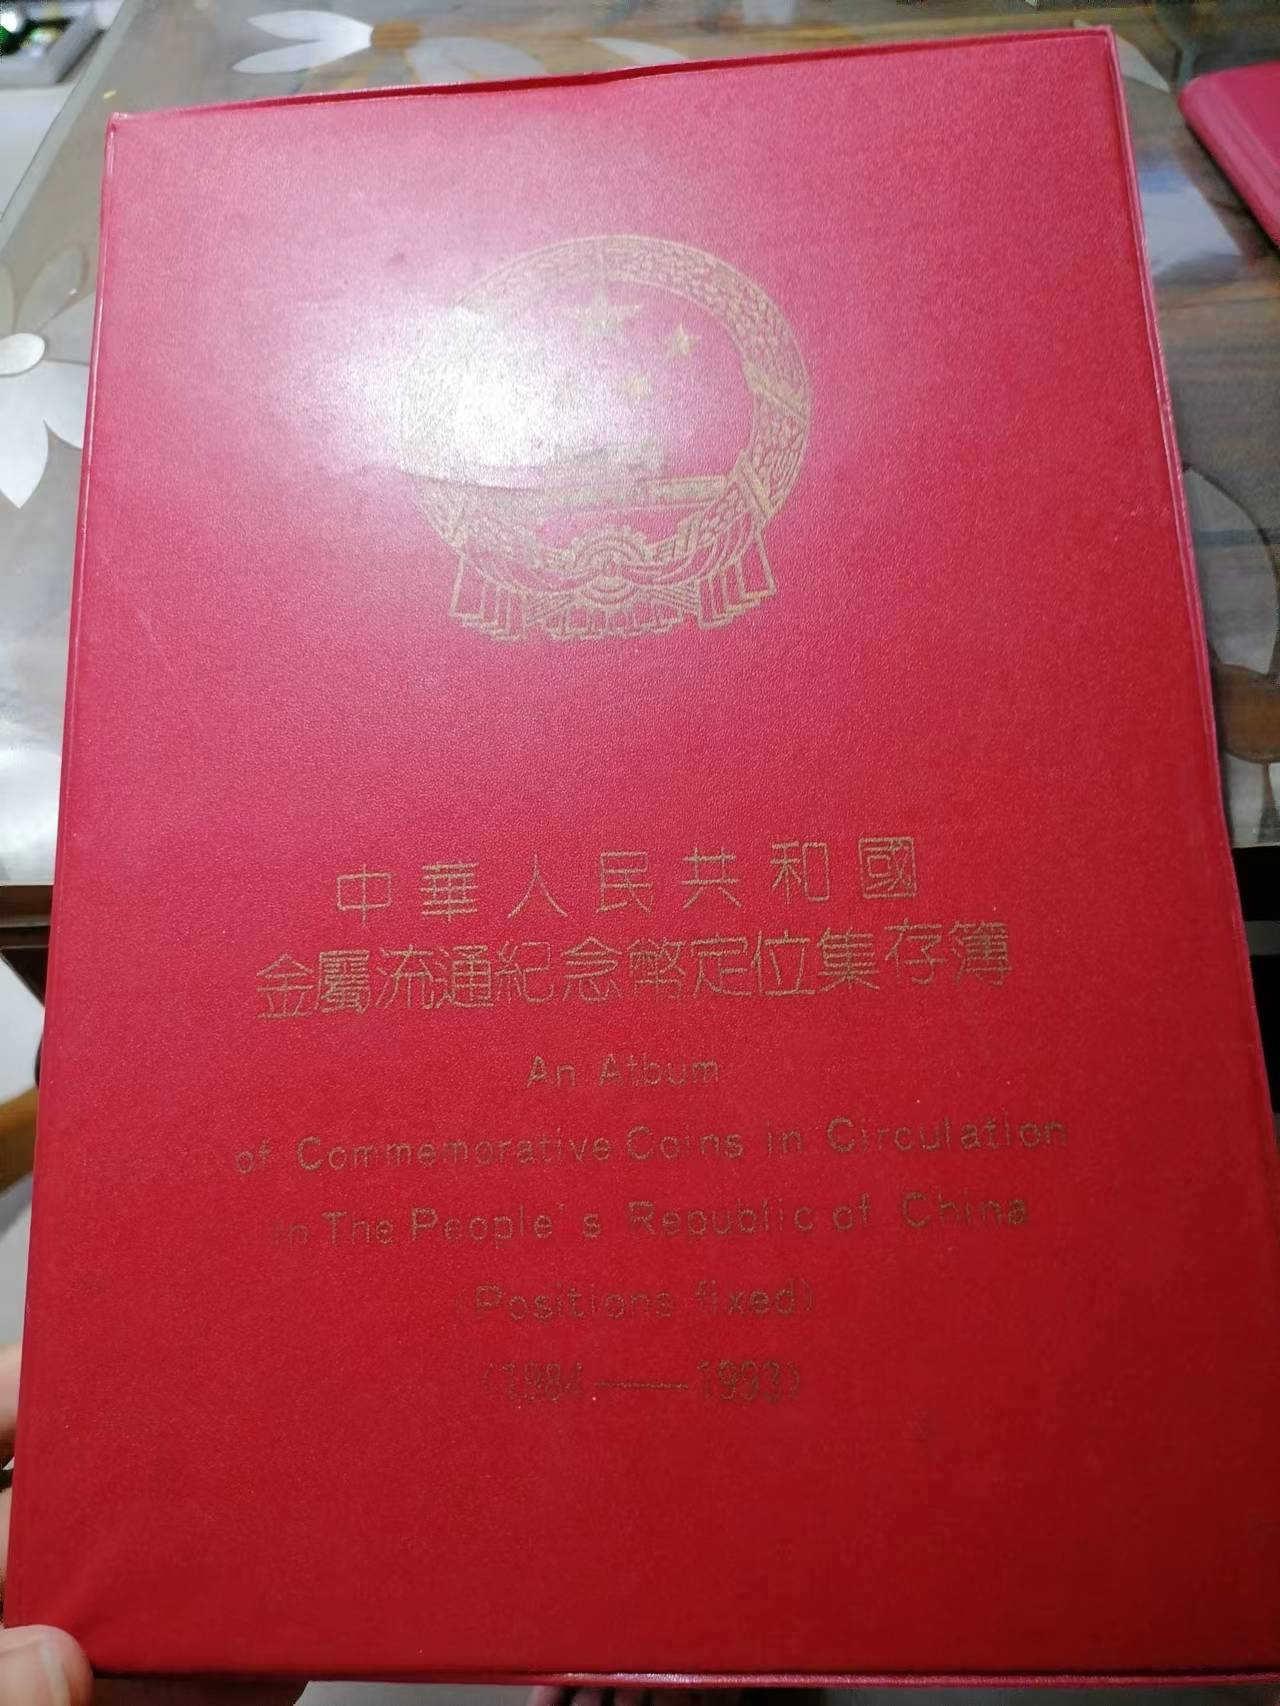 中華人民共和國
金屬流通紀念幣定位集存簿
An Album
of Commemorative Coins in Circulation
in The People's Republic of China
(Positions fixed)
(1984——1993)